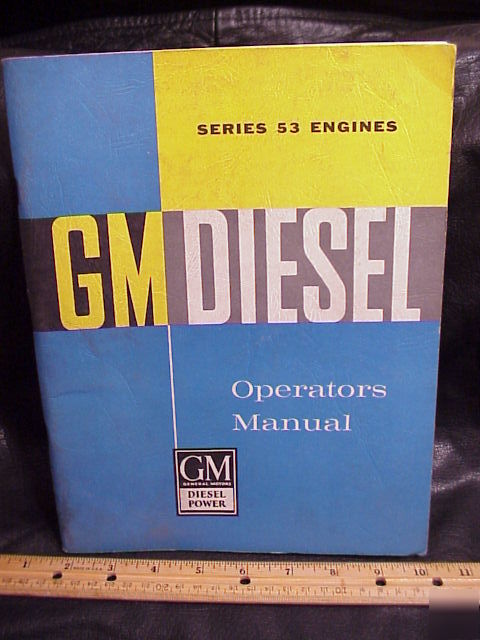 SERIES 53 ENGINES
GM DIESEL
Operators
Manual
GM
GENERAL MOTORS
DIESEL
POWER
1 2 3 4 5 6 7 8 9 10 11